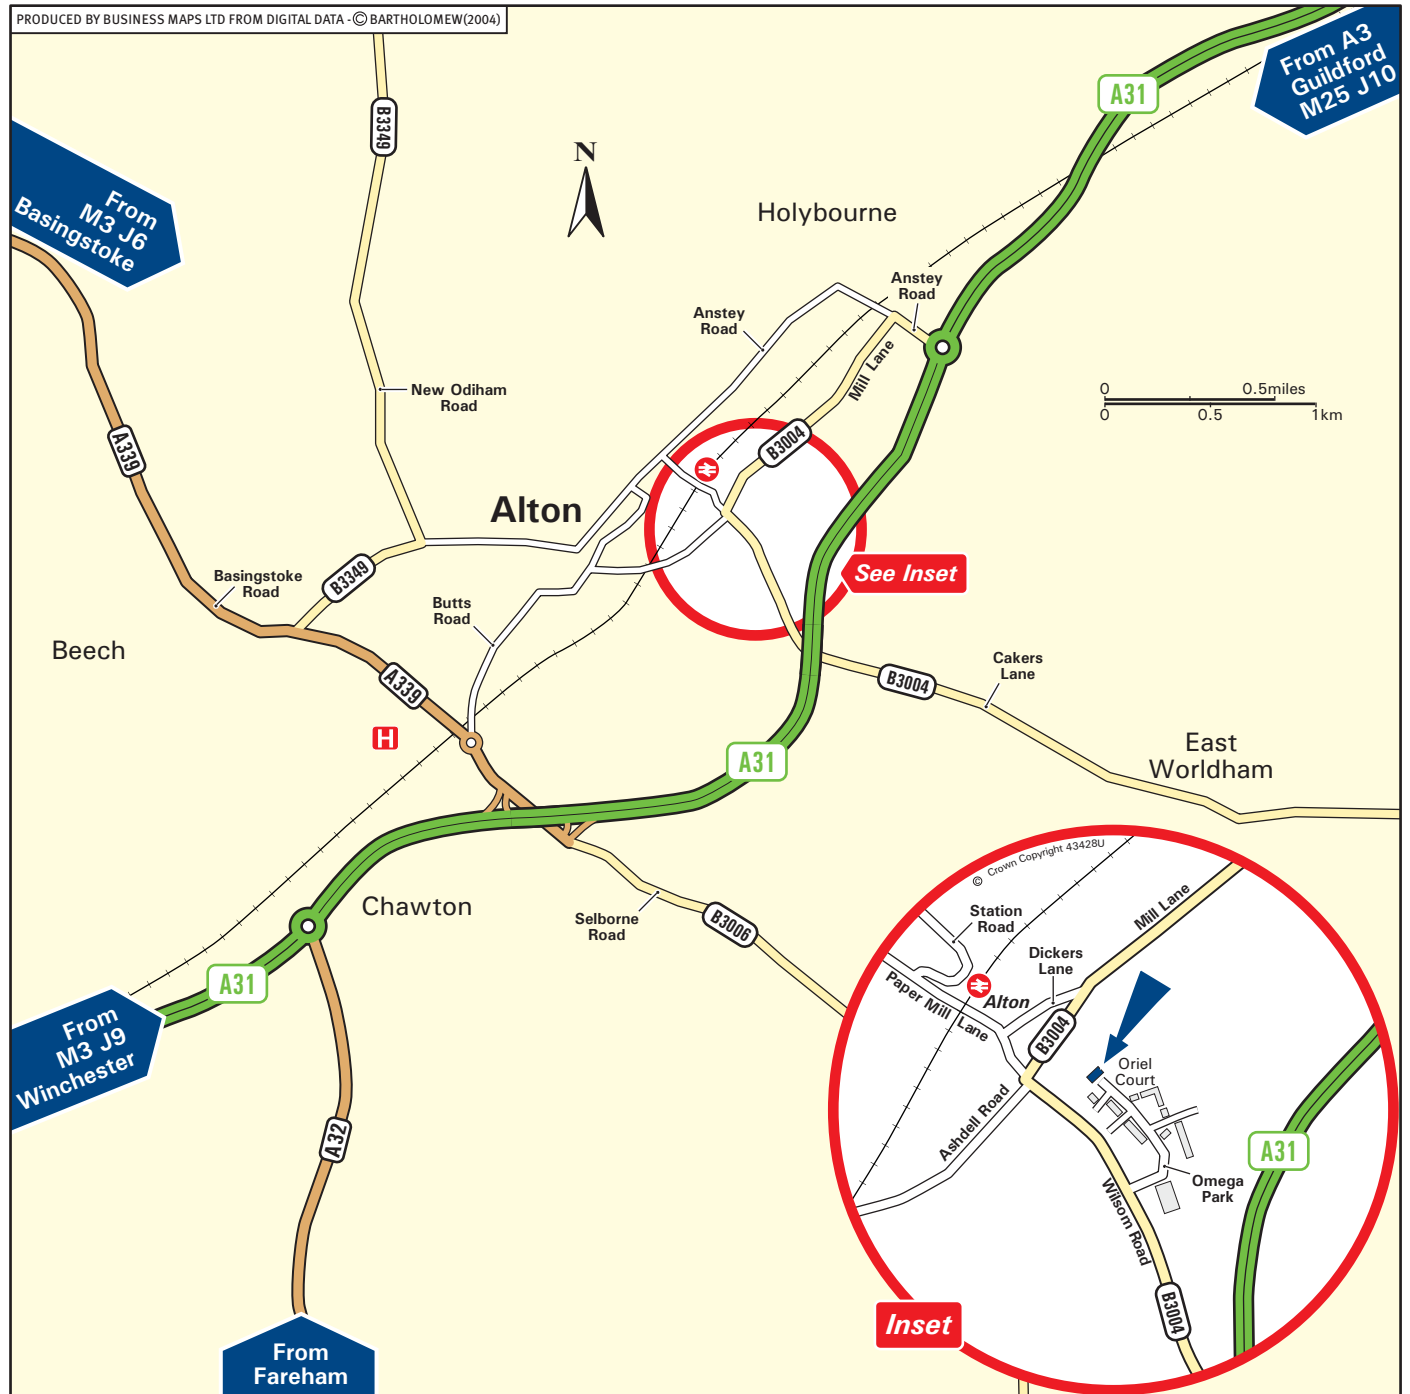 PRODUCED BY BUSINESS MAPS LTD FROM DIGITAL DATA - © BARTHOLOMEW(2004)
From A3
Guildford
M25 J10
A31
B3349
N
From
M3 J6
Basingstoke
Holybourne
Anstey
Road
Anstey
Road
Mill Lane
0 0.5miles
0 0.5 1km
New Odiham
Road
A339
B3004
Alton
See Inset
B3349
Basingstoke
Road
Butts
Road
Beech
A339
Cakers
Lane
B3004
H
East
Worldham
A31
Chawton
Selborne
Road
B3006
A31
From
M3 J9
Winchester
A32
From
Fareham
© Crown Copyright 43428U
Station
Road
Mill Lane
Dickers
Lane
Paper Mill Lane
Alton
B3004
Oriel
Court
Ashdell Road
A31
Omega
Park
Wilsom Road
B3004
Inset